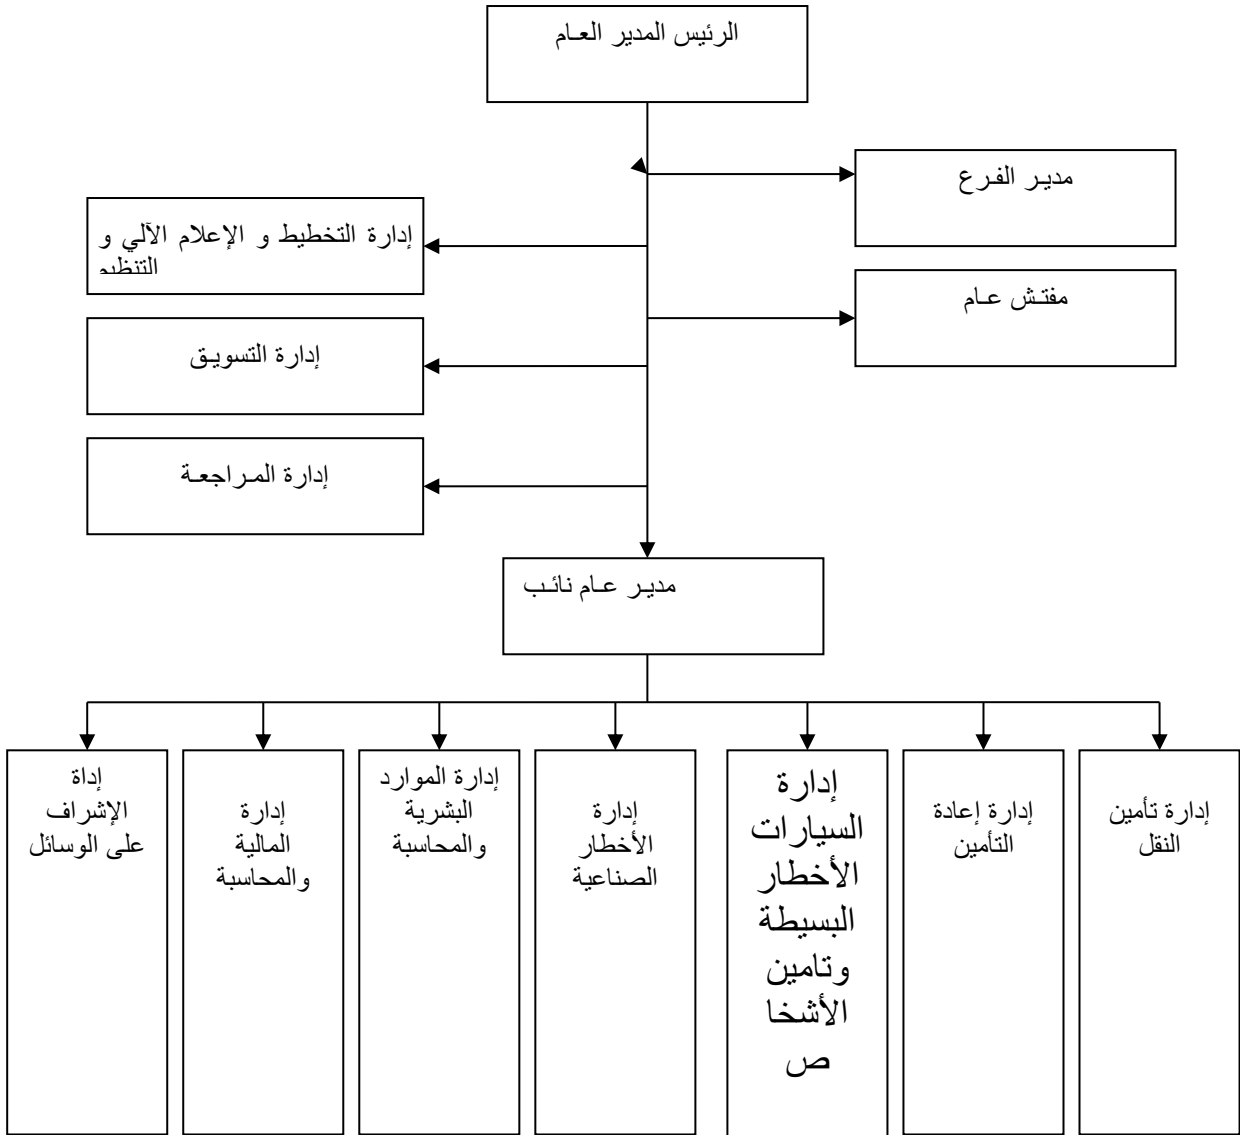 الرئيس المدير العـام
مديـر الفـرع
إدارة التخطيط و الإعلام الآلي و
التنظيم
مفتـش عـام
إدارة التسويـق
إدارة المـراجعـة
مديـر عـام نائـب
إدارة تأمين
النقل
إدارة إعادة
التأمين
إدارة
السيارات
الأخطار
البسيطة
وتامين
الأشخا
ص
إدارة
الأخطار
الصناعية
إدارة الموارد
البشرية
والمحاسبة
إدارة
المالية
والمحاسبة
إداة
الإشراف
على الوسائل